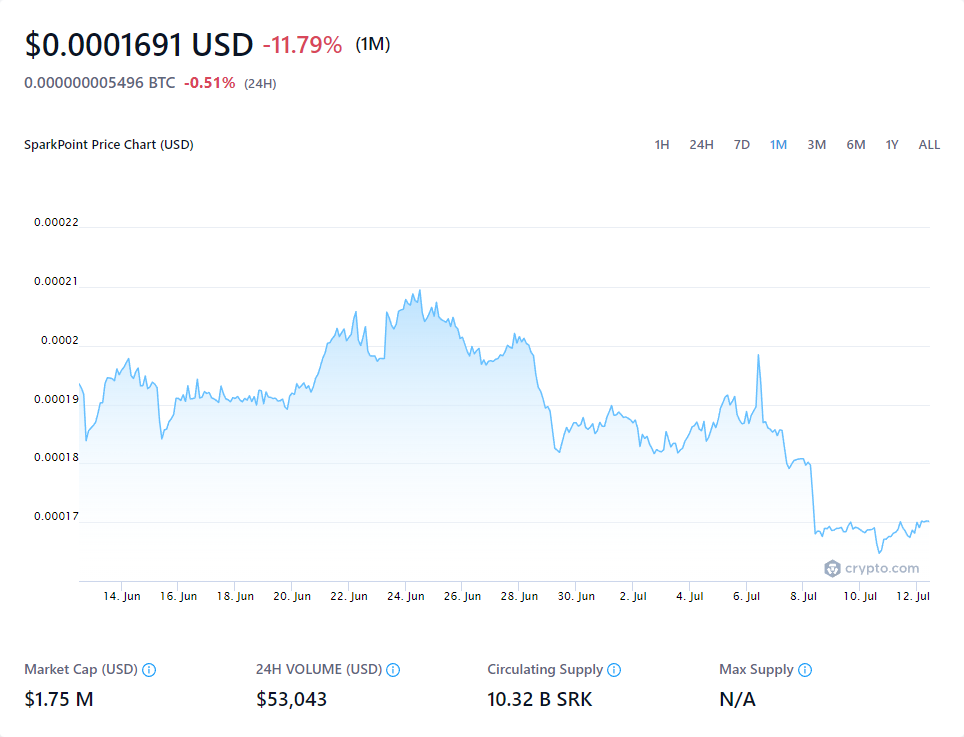 $0.0001691 USD -11.79% (1M)
0.000000005496 BTC -0.51% (24H)
SparkPoint Price Chart (USD)
1H 24H 7D 1M 3M 6M 1Y ALL
0.00022
0.00021
0.0002
0.00019
0.00018
0.00017
crypto.com
14. Jun 16. Jun 18. Jun 20. Jun 22. Jun 24. Jun 26. Jun 28. Jun 30. Jun 2. Jul 4. Jul 6. Jul 8. Jul 10. Jul 12. Jul
Market Cap (USD) 24H VOLUME (USD) Circulating Supply Max Supply
$1.75 M $53,043 10.32 B SRK N/A